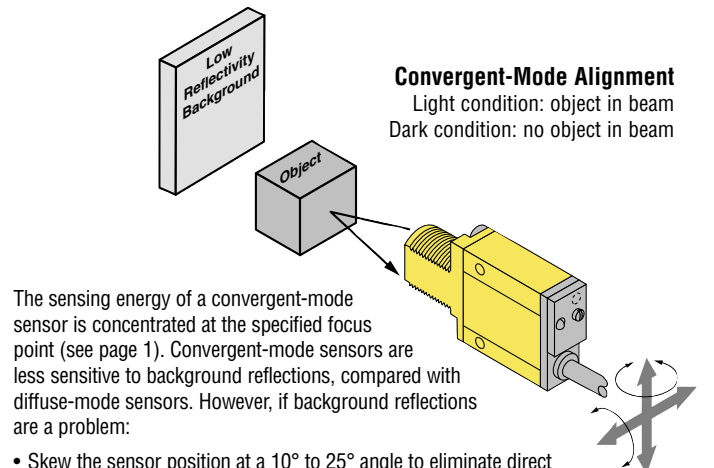 Low
Reflectivity
Background
Convergent-Mode Alignment
Light condition: object in beam
Dark condition: no object in beam
Object
The sensing energy of a convergent-mode
sensor is concentrated at the specified focus
point (see page 1). Convergent-mode sensors are
less sensitive to background reflections, compared with
diffuse-mode sensors. However, if background reflections
are a problem:
• Skew the sensor position at a 10° to 25° angle to eliminate direct